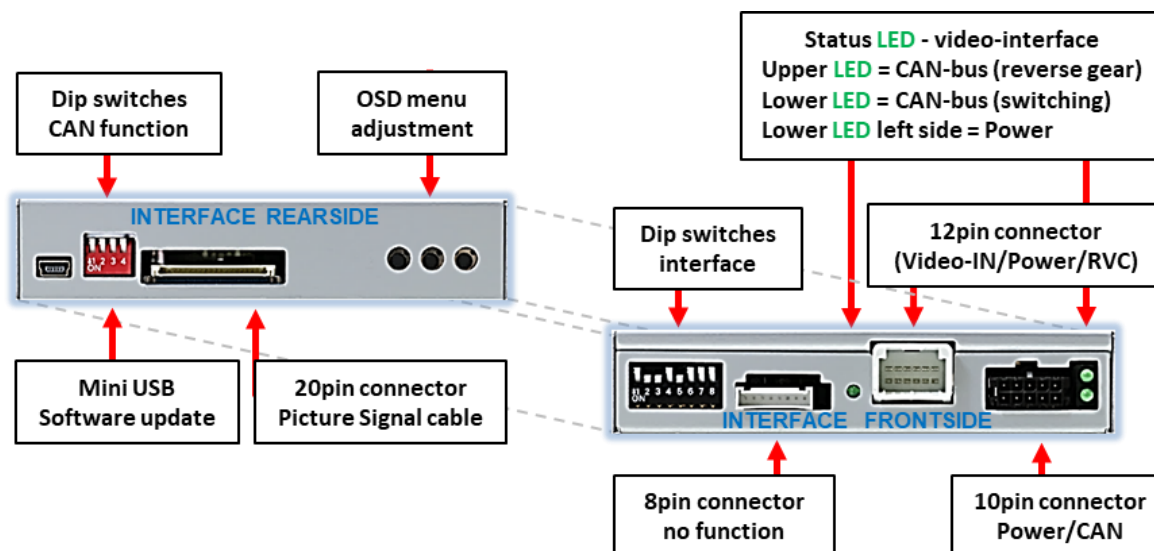 Status LED - video-interface
Upper LED = CAN-bus (reverse gear)
Lower LED = CAN-bus (switching)
Lower LED left side = Power
Dip switches
CAN function
OSD menu
adjustment
INTERFACE REARSIDE
1 2 3 4
ON
Dip switches
interface
12pin connector
(Video-IN/Power/RVC)
Mini USB
Software update
20pin connector
Picture Signal cable
1 2 3 4 5 6 7 8
ON
INTERFACE FRONTSIDE
8pin connector
no function
10pin connector
Power/CAN